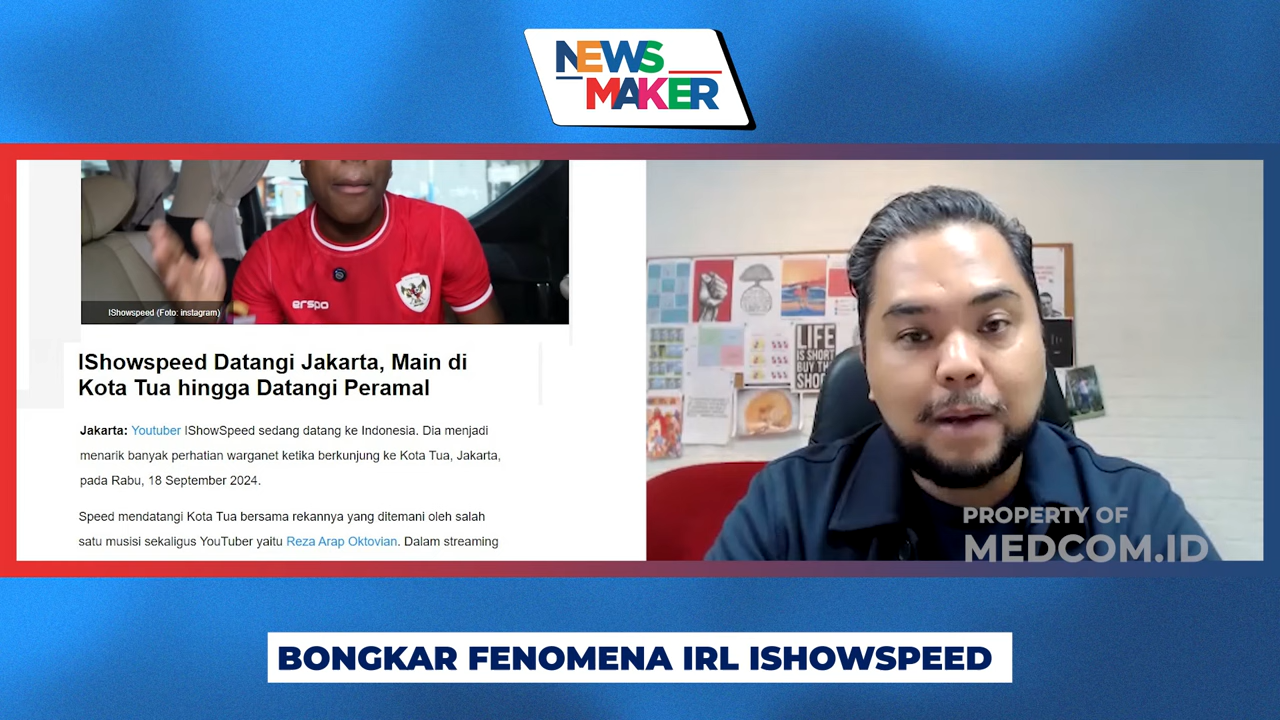 NEWS
MAKER
erspo
IShowspeed (Foto: instagram)
IShowspeed Datangi Jakarta, Main di
Kota Tua hingga Datangi Peramal
Jakarta: Youtuber IShowSpeed sedang datang ke Indonesia. Dia menjadi
menarik banyak perhatian warganet ketika berkunjung ke Kota Tua, Jakarta,
pada Rabu, 18 September 2024.
Speed mendatangi Kota Tua bersama rekannya yang ditemani oleh salah
satu musisi sekaligus YouTuber yaitu Reza Arap Oktovian. Dalam streaming
LIFE
IS SHORT
BUY THE
SHOES
PROPERTY OF
MEDCOM.ID
BONGKAR FENOMENA IRL ISHOWSPEED